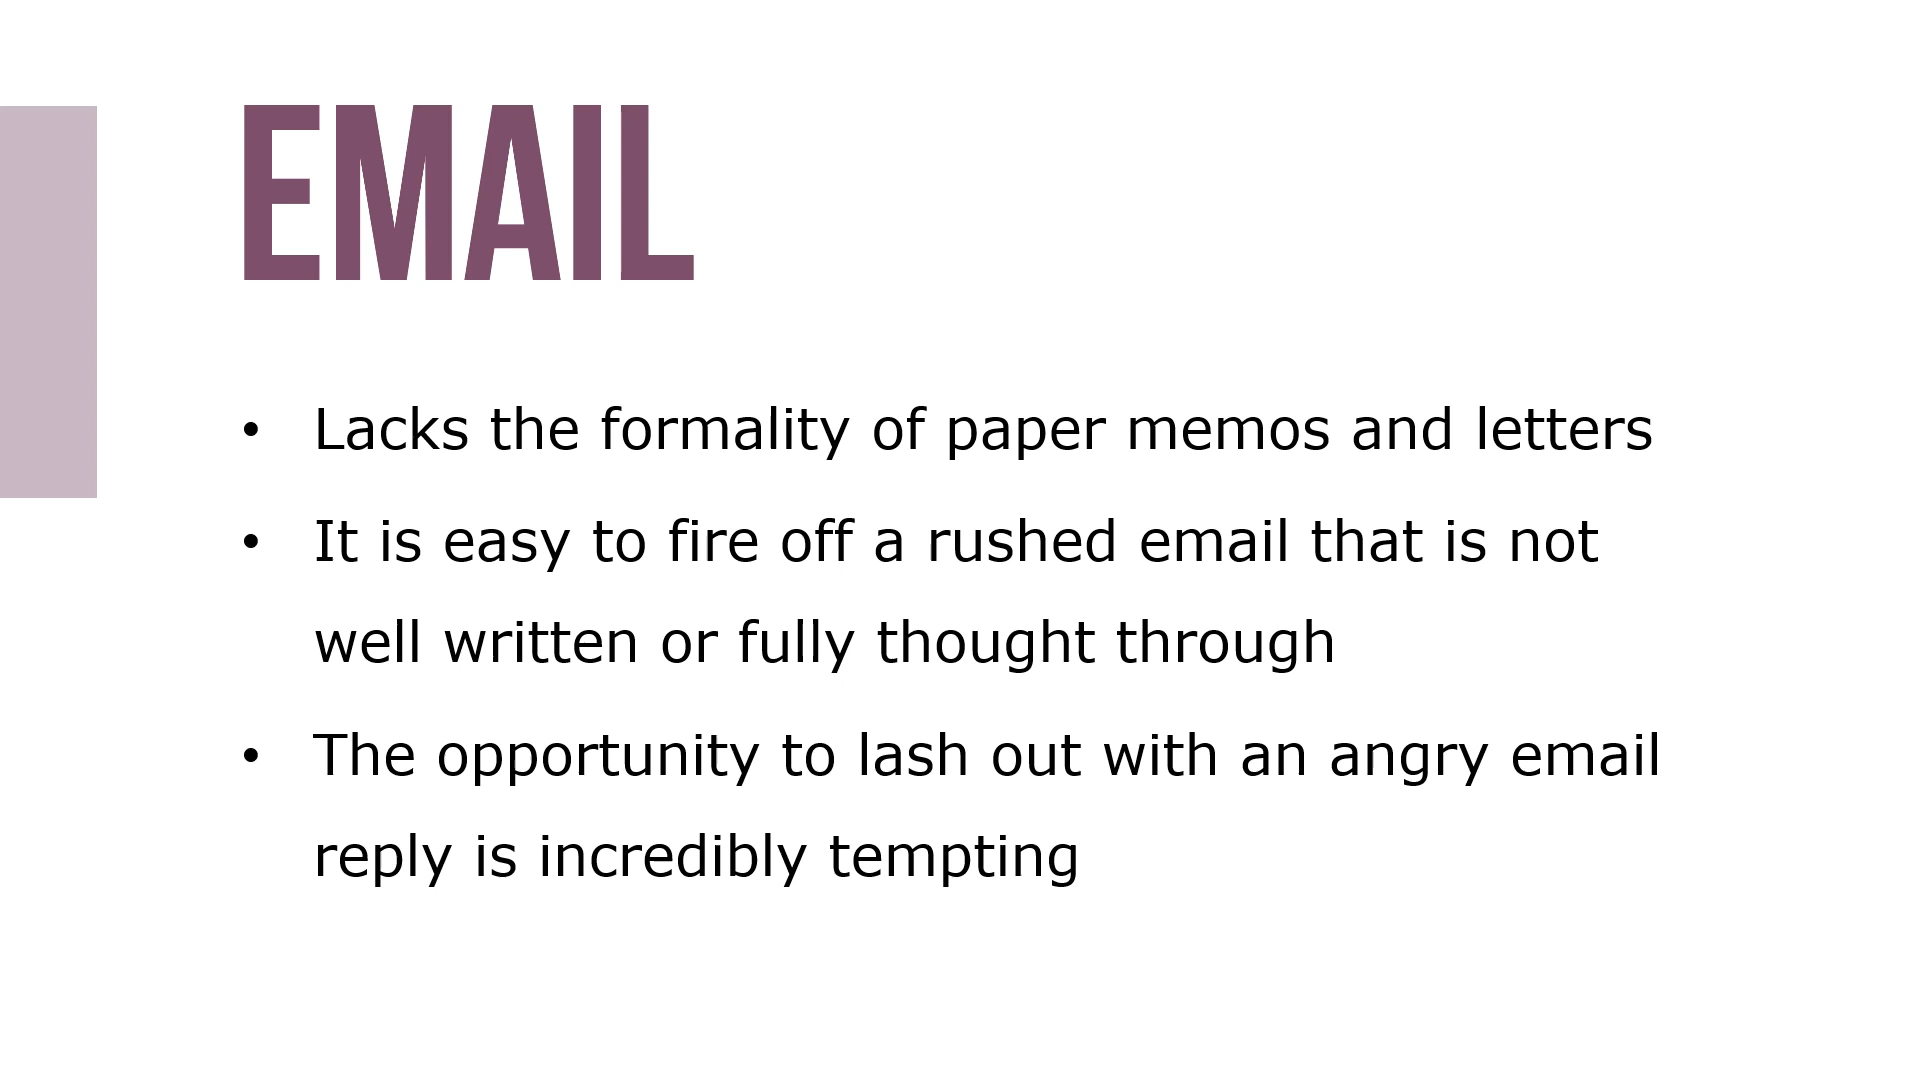 EMAIL
• Lacks the formality of paper memos and letters
• It is easy to fire off a rushed email that is not
well written or fully thought through
• The opportunity to lash out with an angry email
reply is incredibly tempting